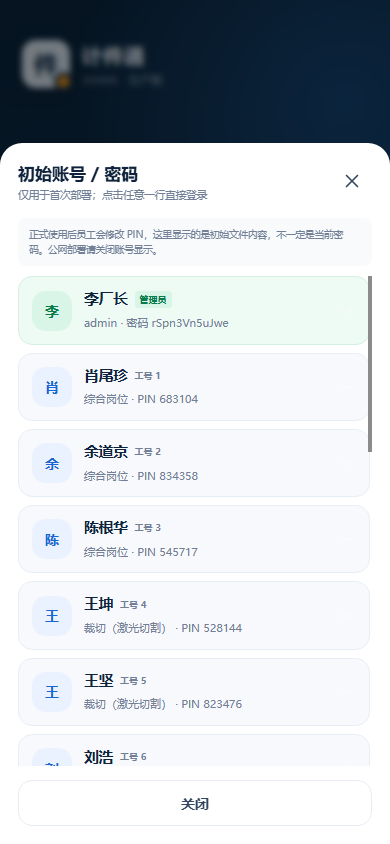 计件通
初始账号 / 密码
仅用于首次部署；点击任意一行直接登录
正式使用后员工会修改 PIN，这里显示的是初始文件内容，不一定是当前密
码。公网部署请关闭账号显示。
李
李厂长 管理员
admin · 密码 rSpn3Vn5uJwe
肖
肖尾珍 工号 1
综合岗位 · PIN 683104
余
余道京 工号 2
综合岗位 · PIN 834358
陈
陈根华 工号 3
综合岗位 · PIN 545717
王
王坤 工号 4
裁切（激光切割） · PIN 528144
王
王坚 工号 5
裁切（激光切割） · PIN 823476
刘浩 工号 6
关闭